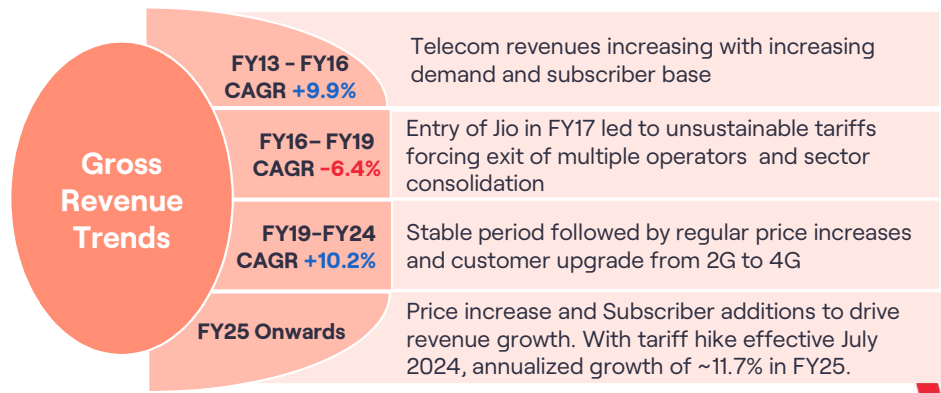 Gross
Revenue
Trends
FY13 - FY16
CAGR +9.9%
Telecom revenues increasing with increasing
demand and subscriber base
FY16– FY19
CAGR -6.4%
Entry of Jio in FY17 led to unsustainable tariffs
forcing exit of multiple operators and sector
consolidation
FY19-FY24
CAGR +10.2%
Stable period followed by regular price increases
and customer upgrade from 2G to 4G
FY25 Onwards
Price increase and Subscriber additions to drive
revenue growth. With tariff hike effective July
2024, annualized growth of ~11.7% in FY25.